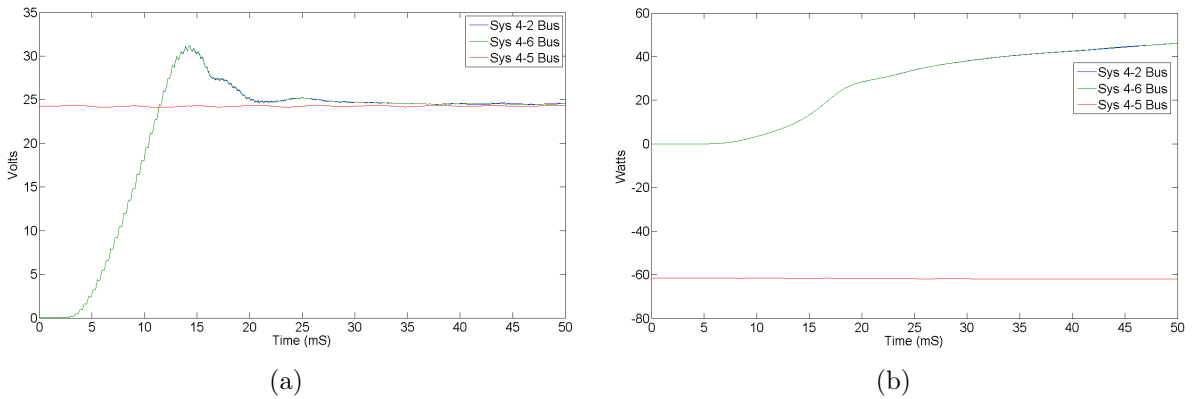 35
30
25
20
15
10
5
0
Volts
0 5 10 15 20 25 30 35 40 45 50
Time (mS)
Sys 4-2 Bus
Sys 4-6 Bus
Sys 4-5 Bus
(a)
60
40
20
0
-20
-40
-60
-80
Watts
0 5 10 15 20 25 30 35 40 45 50
Time (mS)
Sys 4-2 Bus
Sys 4-6 Bus
Sys 4-5 Bus
(b)